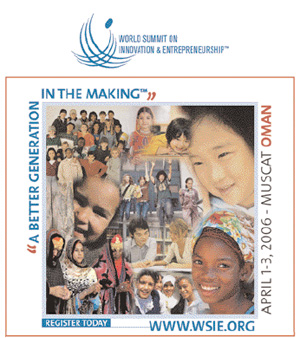 WORLD SUMMIT ON
INNOVATION & ENTREPRENEURSHIP™
“A BETTER GENERATION
IN THE MAKING™”
APRIL 1-3, 2006 - MUSCAT OMAN
REGISTER TODAY
WWW.WSIE.ORG